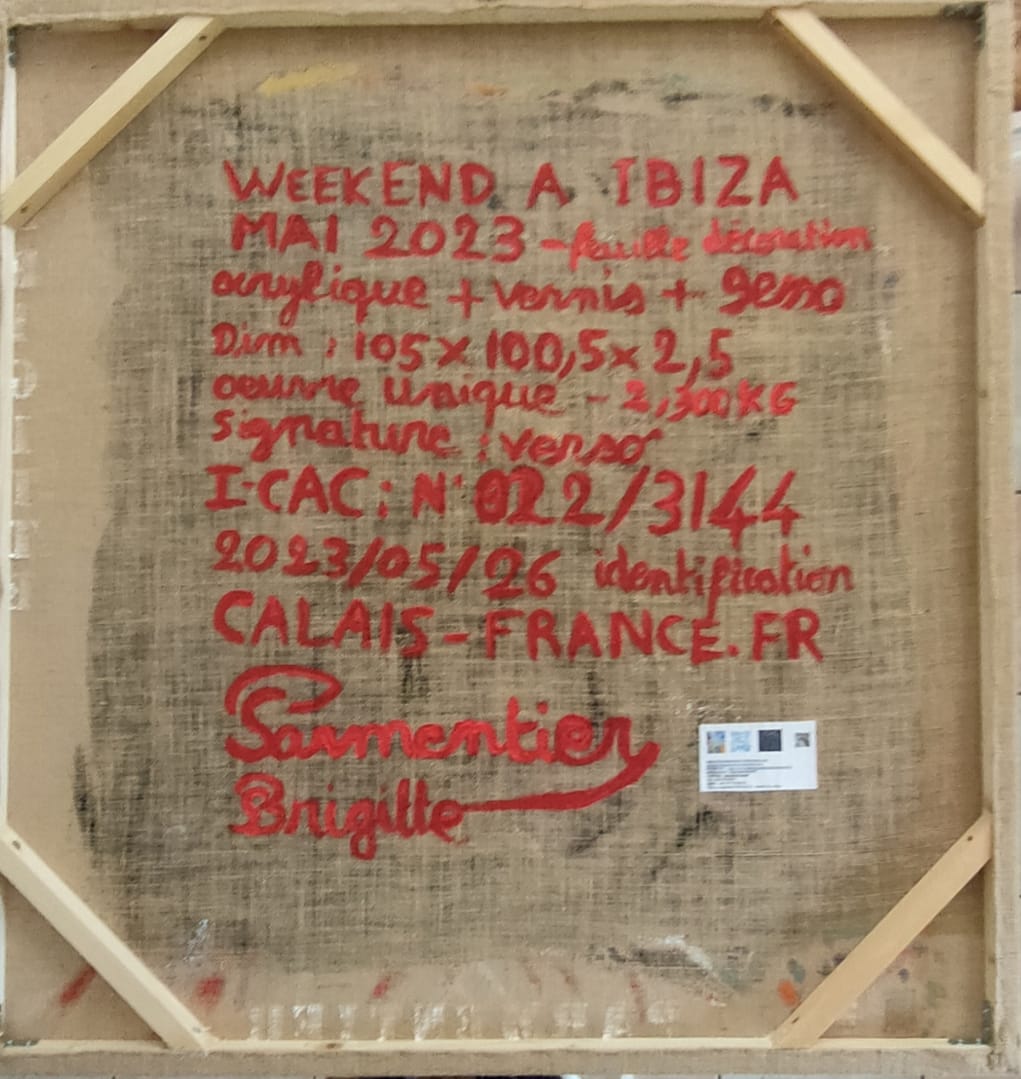 WEEKEND A IBIZA
MAI 2023 - feuille décoration
acrylique + vernis + gesso
Dim : 105 x 100,5 x 2,5
oeuvre unique - 2,300 KG
signature : verso
I-CAC : N° 022/3144
2023/05/26 identification
CALAIS - FRANCE.FR
Parmentier
Brigitte